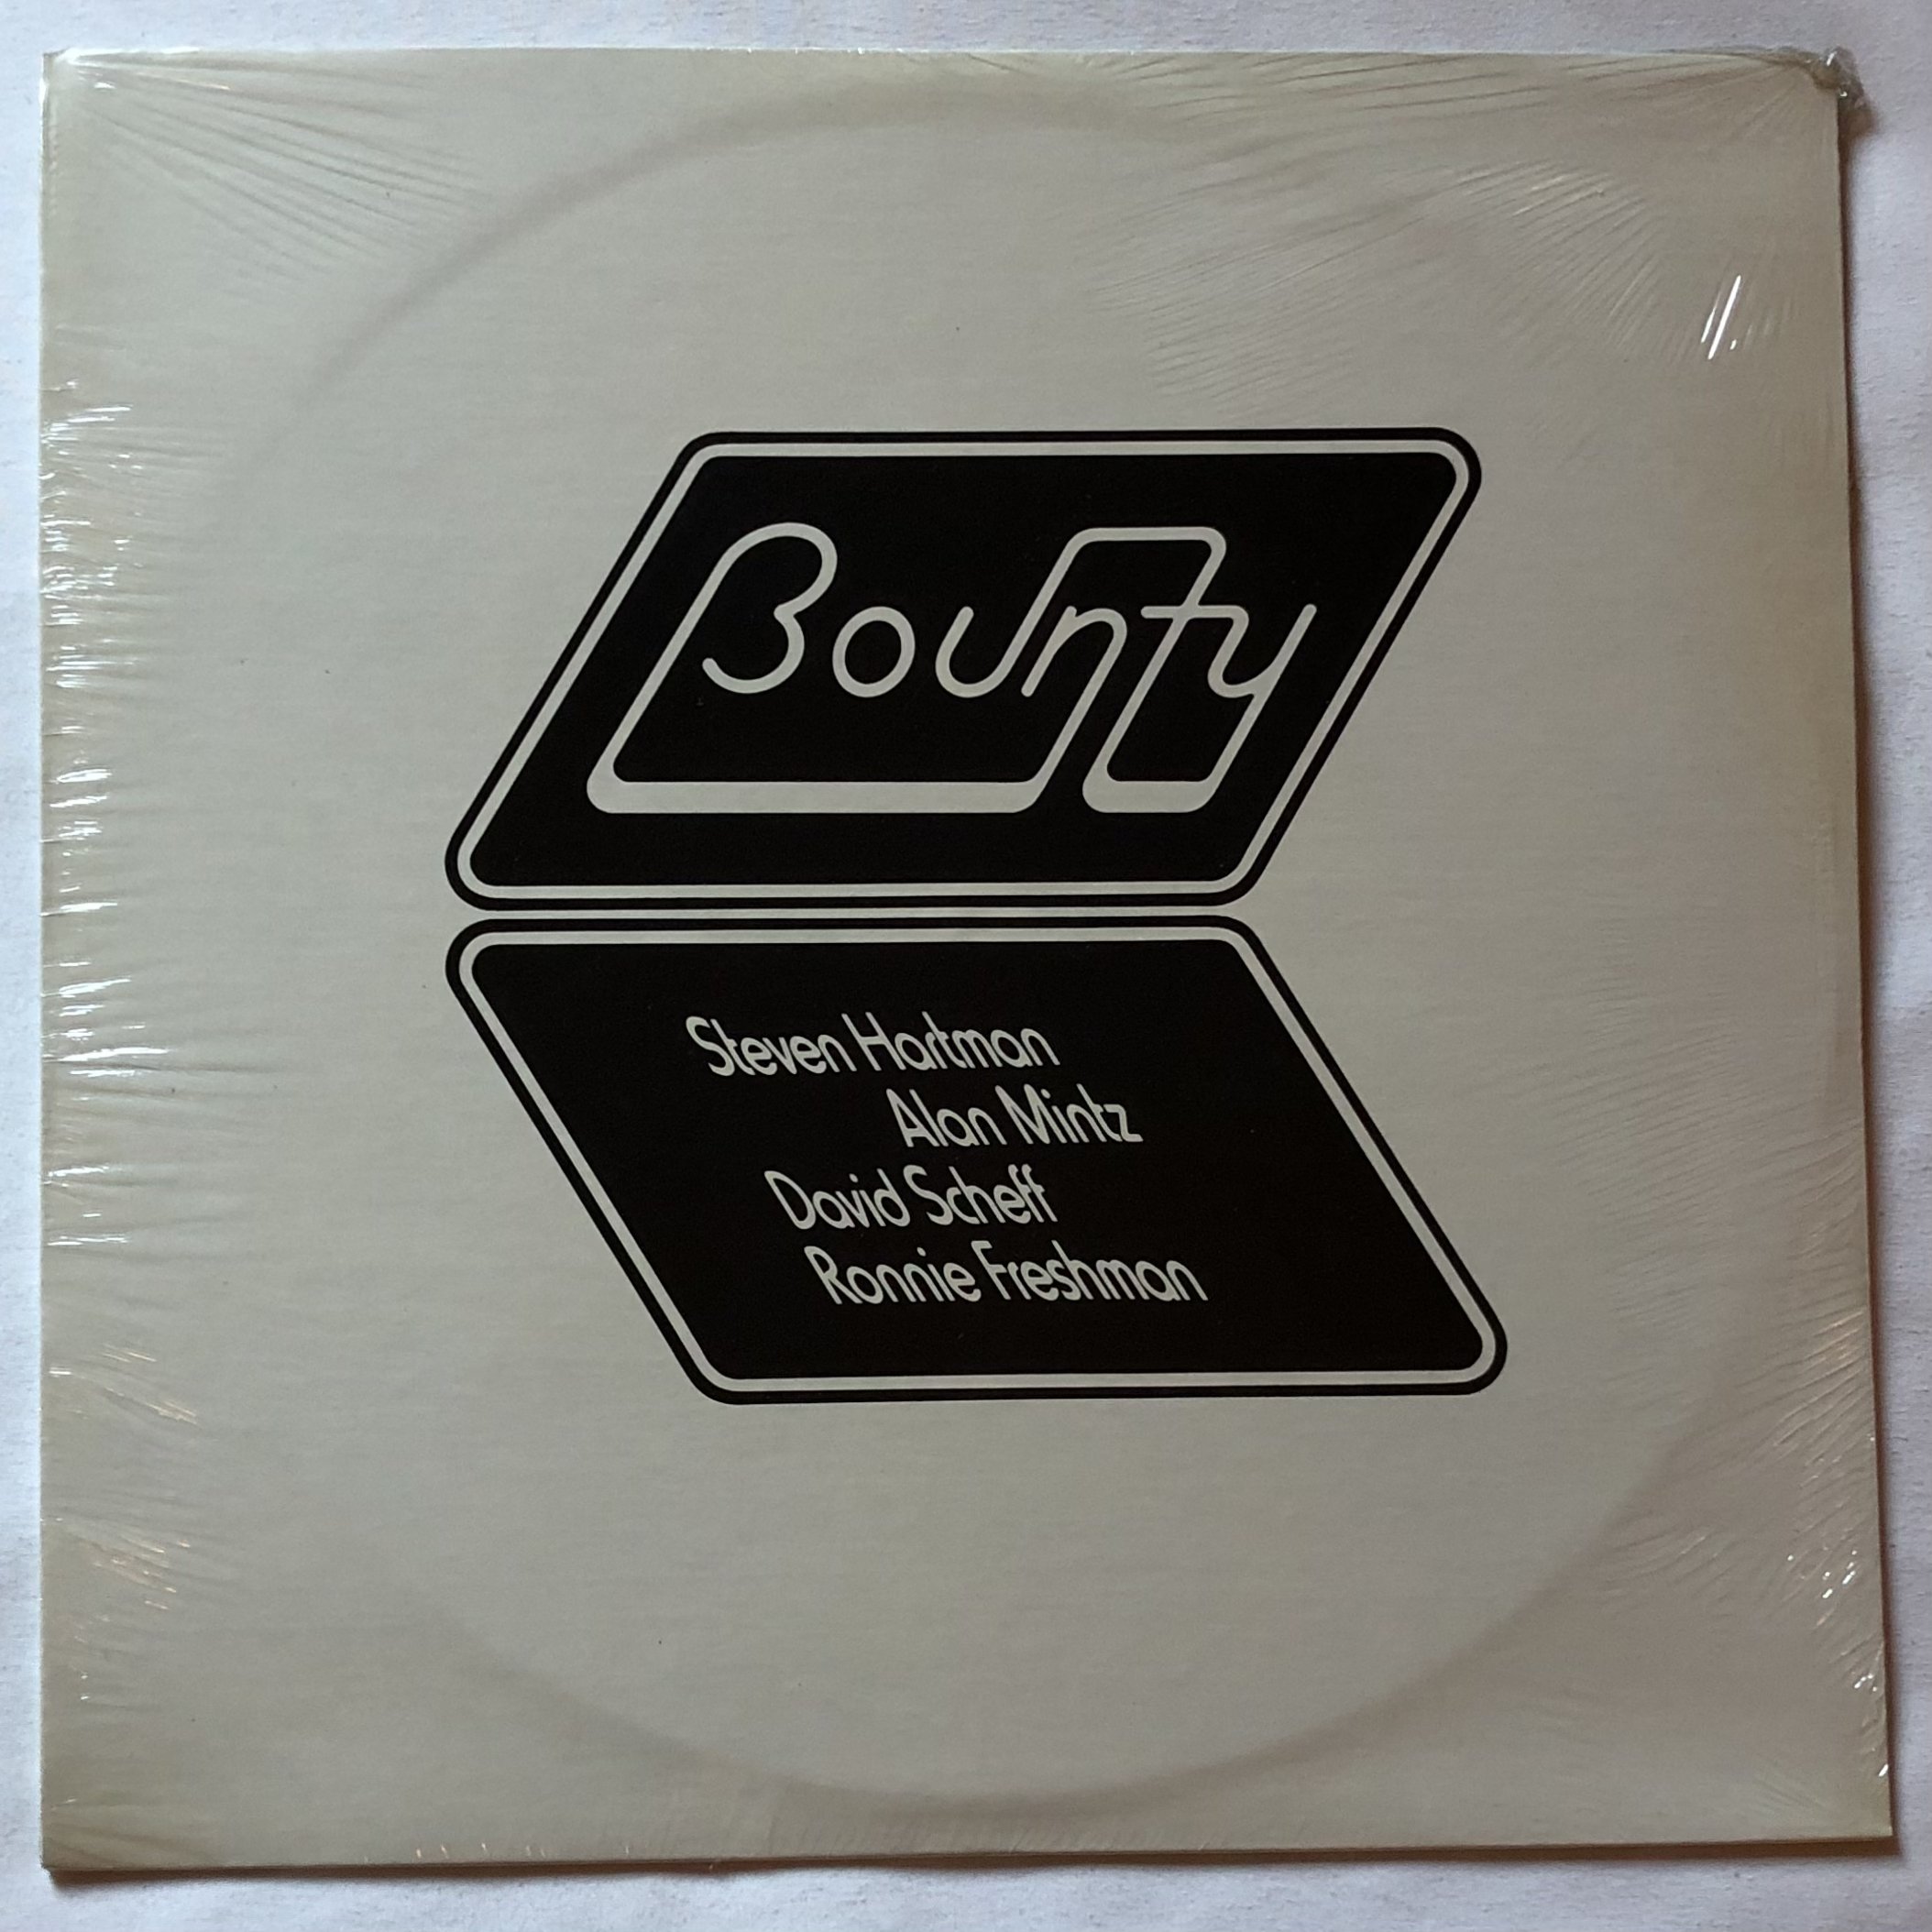 Bounty
Steven Hartman
Alan Mintz
David Scheff
Ronnie Freshman